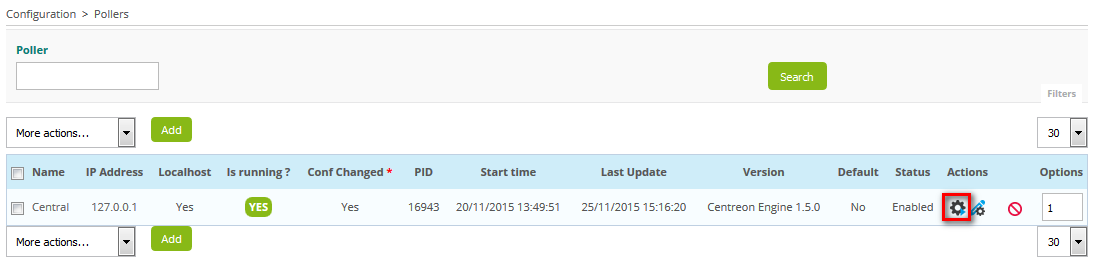 Configuration > Pollers
Poller
Search
Filters
More actions... Add 30
Name IP Address Localhost Is running ? Conf Changed * PID Start time Last Update Version Default Status Actions Options
Central 127.0.0.1 Yes YES Yes 16943 20/11/2015 13:49:51 25/11/2015 15:16:20 Centreon Engine 1.5.0 No Enabled 1
More actions... Add 30